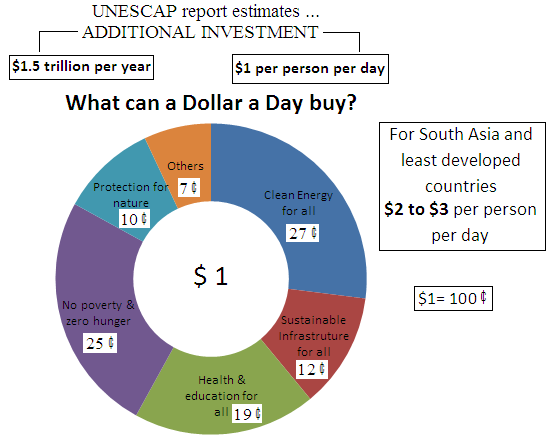 UNESCAP report estimates ...
ADDITIONAL INVESTMENT
$1.5 trillion per year
$1 per person per day
What can a Dollar a Day buy?
Others
7 ¢
Protection for
nature
10 ¢
Clean Energy
for all
27 ¢
For South Asia and
least developed
countries
$2 to $3 per person
per day
$ 1
$1= 100 ¢
No poverty &
zero hunger
25 ¢
Sustainable
Infrastruture
for all
12 ¢
Health &
education for
all 19 ¢